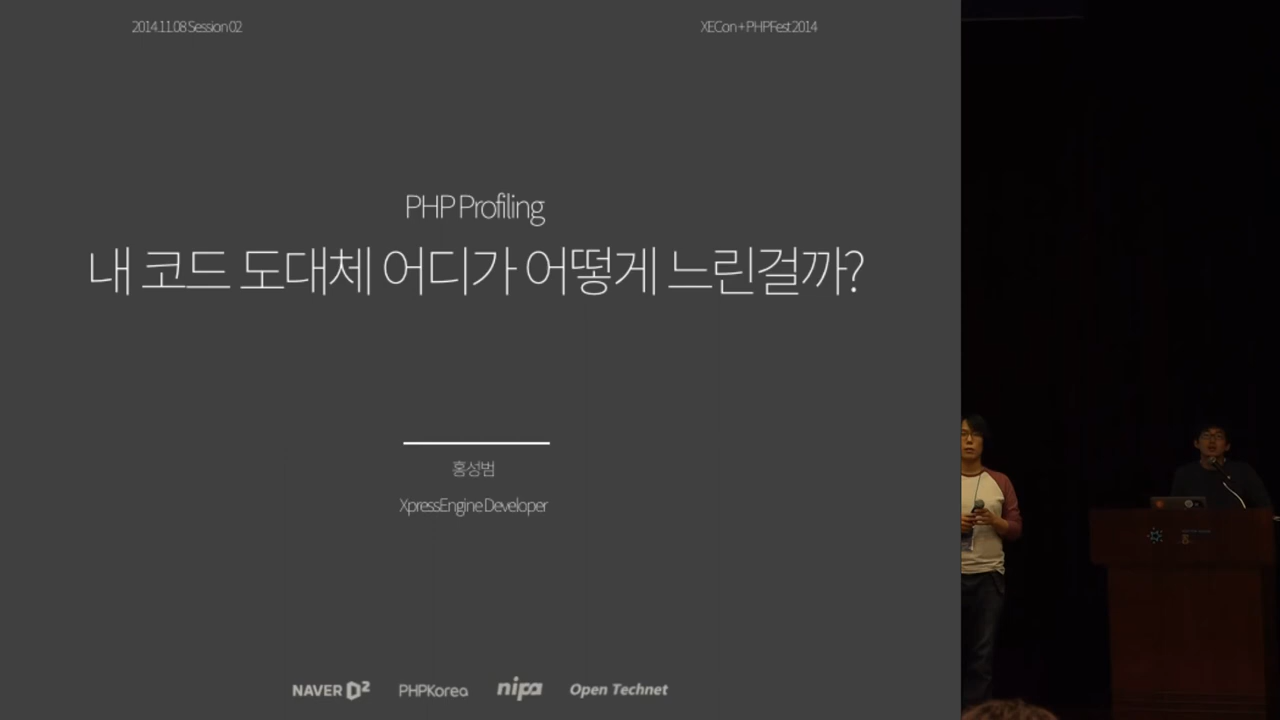 2014.11.08 Session 02
XECon + PHPFest 2014
PHP Profiling
내 코드 도대체 어디가 어떻게 느린걸까?
홍성범
XpressEngine Developer
NAVER D2
PHPKorea
nipa
Open Technet